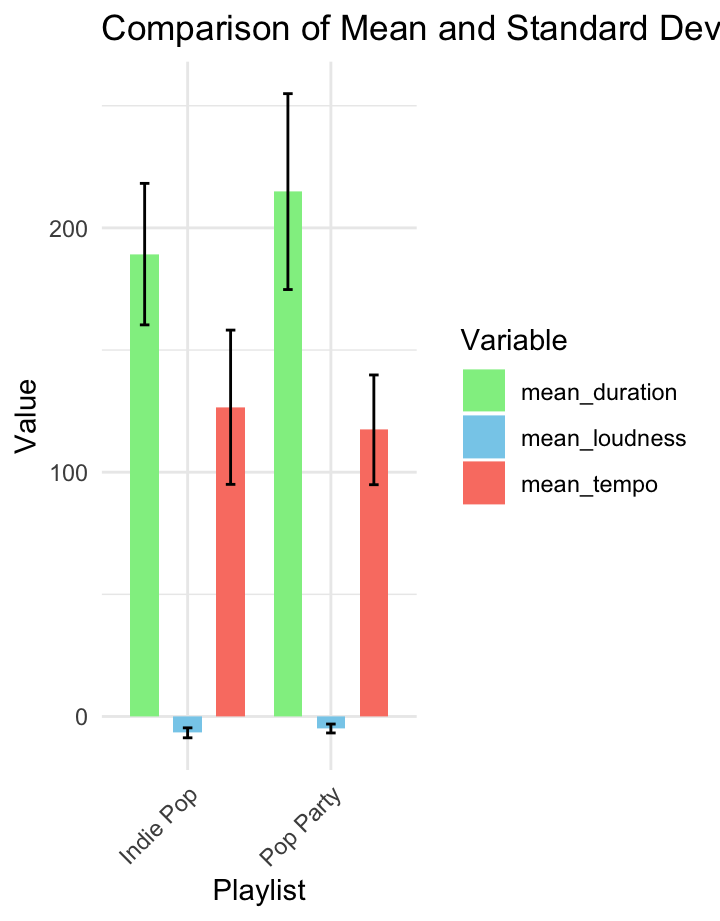 Comparison of Mean and Standard Dev
Value
200
100
0
Indie Pop
Pop Party
Playlist
Variable
mean_duration
mean_loudness
mean_tempo